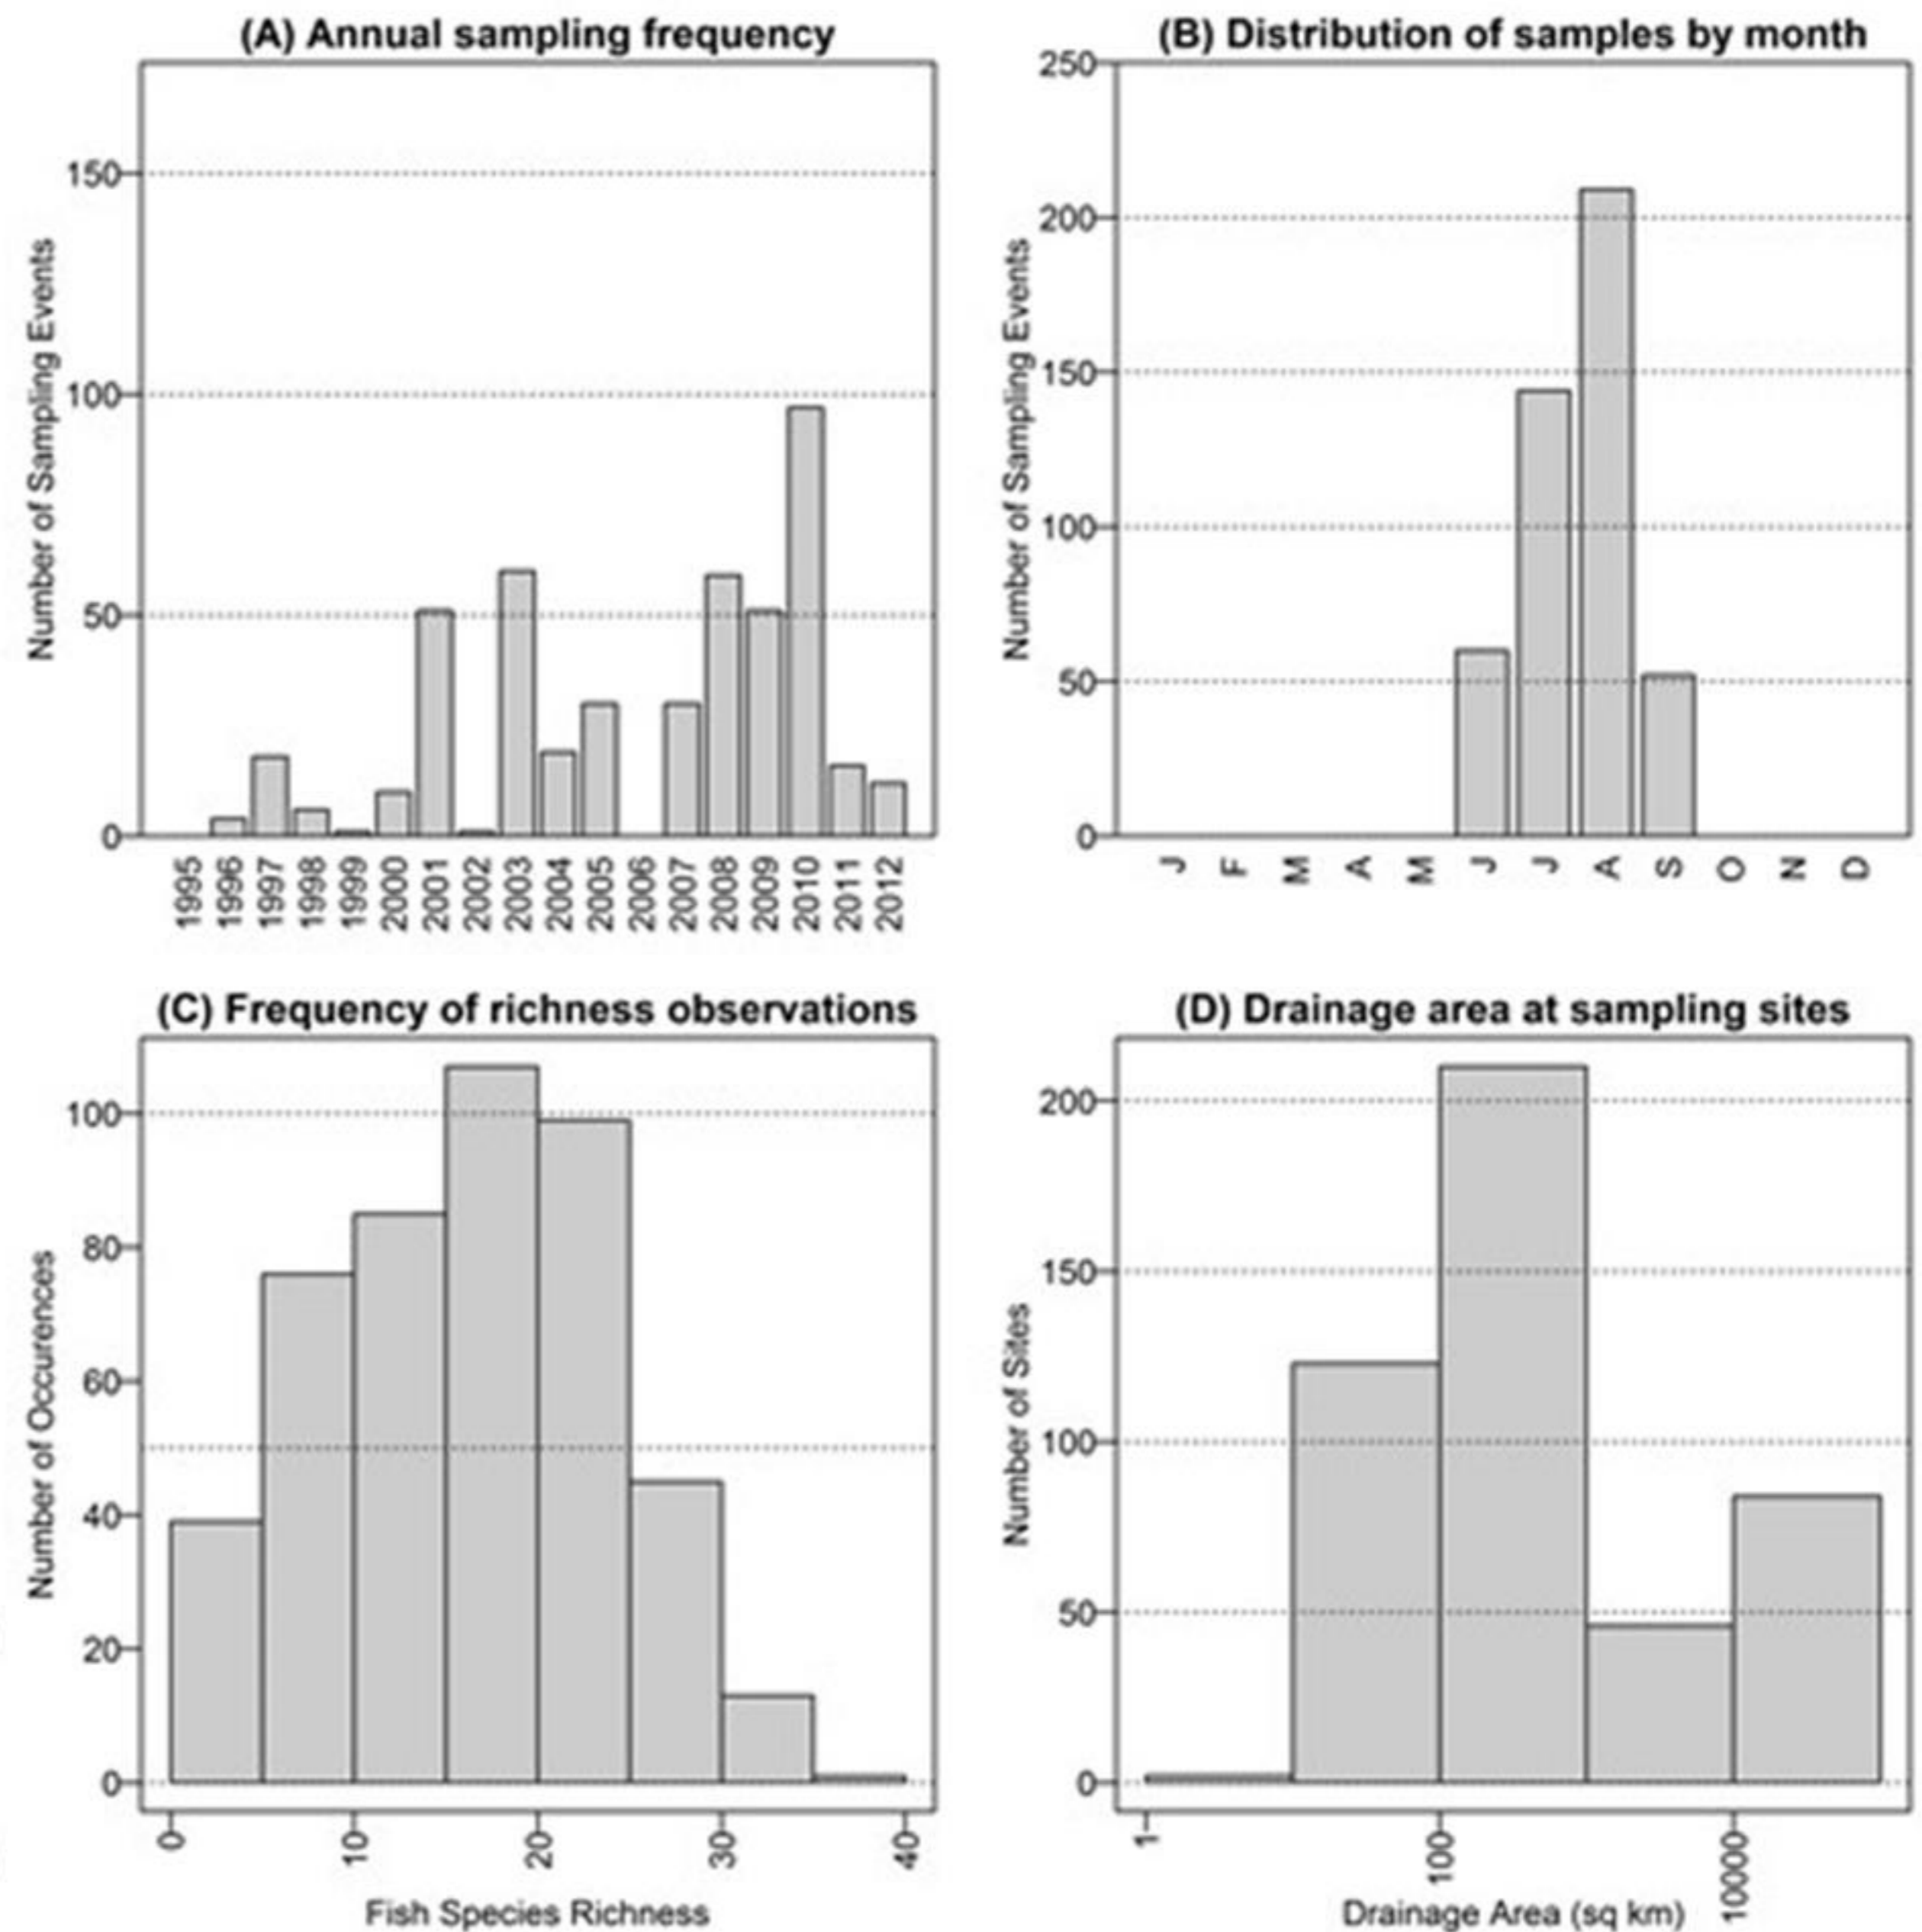 (A) Annual sampling frequency
Number of Sampling Events
150
100
50
0
1995 1996 1997 1998 1999 2000 2001 2002 2003 2004 2005 2006 2007 2008 2009 2010 2011 2012
(B) Distribution of samples by month
Number of Sampling Events
250
200
150
100
50
0
J F M A M J J A S O N D
(C) Frequency of richness observations
Number of Occurences
100
80
60
40
20
0
0 10 20 30 40
Fish Species Richness
(D) Drainage area at sampling sites
Number of Sites
200
150
100
50
0
1 100 10000
Drainage Area (sq km)